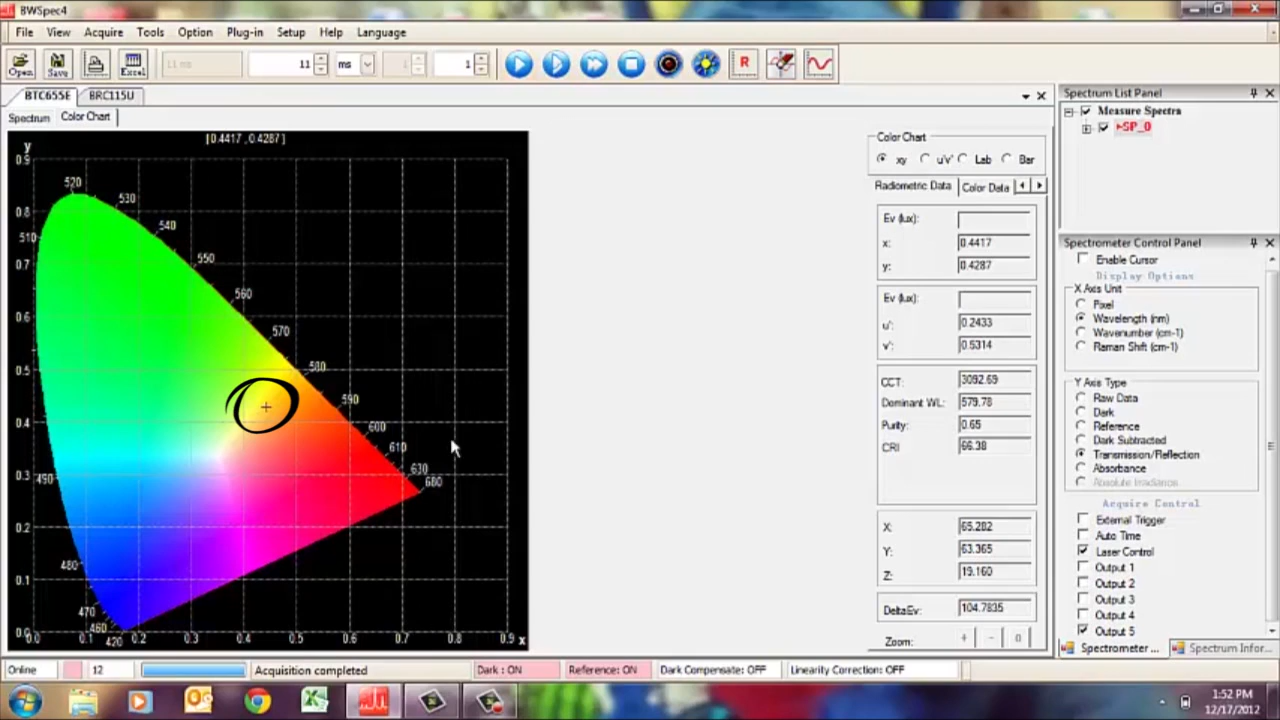 BWSpec4
File View Acquire Tools Option Plug-in Setup Help Language
Open Save Excel 11 ms 11 ms 1 1 R
BTC655E BRC115U
Spectrum Color Chart
[0.4417 ,0.4287]
y
0.9
520
0.8 530
540
510
550
0.7
560
0.6
570
0.5 580
590
0.4 600
610
0.3 630
490 680
0.2
480
0.1
470
460
0.0 420
0.0 0.1 0.2 0.3 0.4 0.5 0.6 0.7 0.8 0.9 x
Color Chart
xy u'v' Lab Bar
Radiometric Data Color Data
Ev (lux):
x: 0.4417
y: 0.4287
Ev (lux):
u': 0.2433
v': 0.5314
CCT: 3092.69
Dominant WL: 579.78
Purity: 0.65
CRI 66.38
X: 65.282
Y: 63.365
Z: 19.160
DeltaEv: 104.7835
Zoom: + - 0
Spectrum List Panel
Measure Spectra
SP_0
Spectrometer Control Panel
Enable Cursor
Display Options
X Axis Unit
Pixel
Wavelength (nm)
Wavenumber (cm-1)
Raman Shift (cm-1)
Y Axis Type
Raw Data
Dark
Reference
Dark Subtracted
Transmission/Reflection
Absorbance
Absolute Irradiance
Acquire Control
External Trigger
Auto Time
Laser Control
Output 1
Output 2
Output 3
Output 4
Output 5
Spectrometer ... Spectrum Infor...
Online 12 Acquisition completed Dark : ON Reference: ON Dark Compensate: OFF Linearity Correction: OFF
1:52 PM
12/17/2012